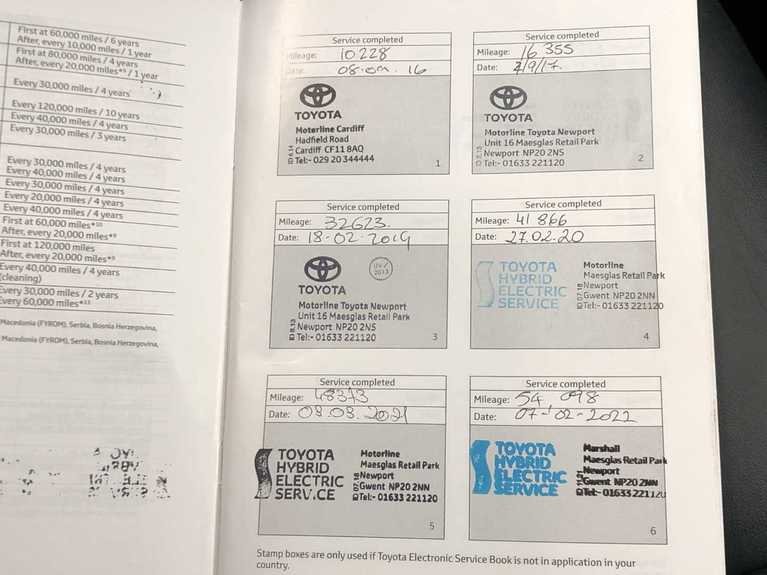 First at 60,000 miles / 6 years
After, every 10,000 miles / 1 year
First at 80,000 miles / 4 years
After, every 20,000 miles*⁹ / 1 year
Every 30,000 miles / 4 years
Every 120,000 miles / 10 years
Every 40,000 miles / 4 years
Every 30,000 miles / 3 years
Every 30,000 miles / 4 years
Every 40,000 miles / 4 years
Every 30,000 miles / 4 years
Every 20,000 miles / 4 years
Every 40,000 miles / 4 years
First at 60,000 miles*¹⁰
After, every 20,000 miles*⁹
First at 120,000 miles
After, every 20,000 miles*⁹
Every 40,000 miles / 4 years
(cleaning)
Every 30,000 miles / 2 years
Every 60,000 miles*¹¹
Macedonia (FYROM), Serbia, Bosnia Herzegovina,
Macedonia (FYROM), Serbia, Bosnia Herzegovina,
Service completed
Mileage: 10228
Date: 16
TOYOTA
Motorline Cardiff
Hadfield Road
Cardiff CF11 8AQ
Tel:- 029 20 344444
1
Service completed
Mileage: 16 355
Date: /9/17.
TOYOTA
Motorline Toyota Newport
Unit 16 Maesglas Retail Park
Newport NP20 2NS
Tel:- 01633 221120
2
Service completed
Mileage: 32623.
Date: 18-02-2019
TOYOTA
Motorline Toyota Newport
Unit 16 Maesglas Retail Park
Newport NP20 2NS
Tel:- 01633 221120
3
Service completed
Mileage: 41 866
Date: 27.02.20
TOYOTA
HYBRID
ELECTRIC
SERVICE
Motorline
Maesglas Retail Park
Newport
Gwent NP20 2NN
Tel:- 01633 221120
4
Service completed
Mileage: 48373
Date: 03.2021
TOYOTA
HYBRID
ELECTRIC
SERVICE
Motorline
Maesglas Retail Park
Newport
Gwent NP20 2NN
Tel:- 01633 221120
5
Service completed
Mileage: 54,098
Date: 07-02-2022
TOYOTA
HYBRID
ELECTRIC
SERVICE
Marshall
Maesglas Retail Park
Newport
Gwent NP20 2NN
Tel:- 01633 221120
6
Stamp boxes are only used if Toyota Electronic Service Book is not in application in your
country.